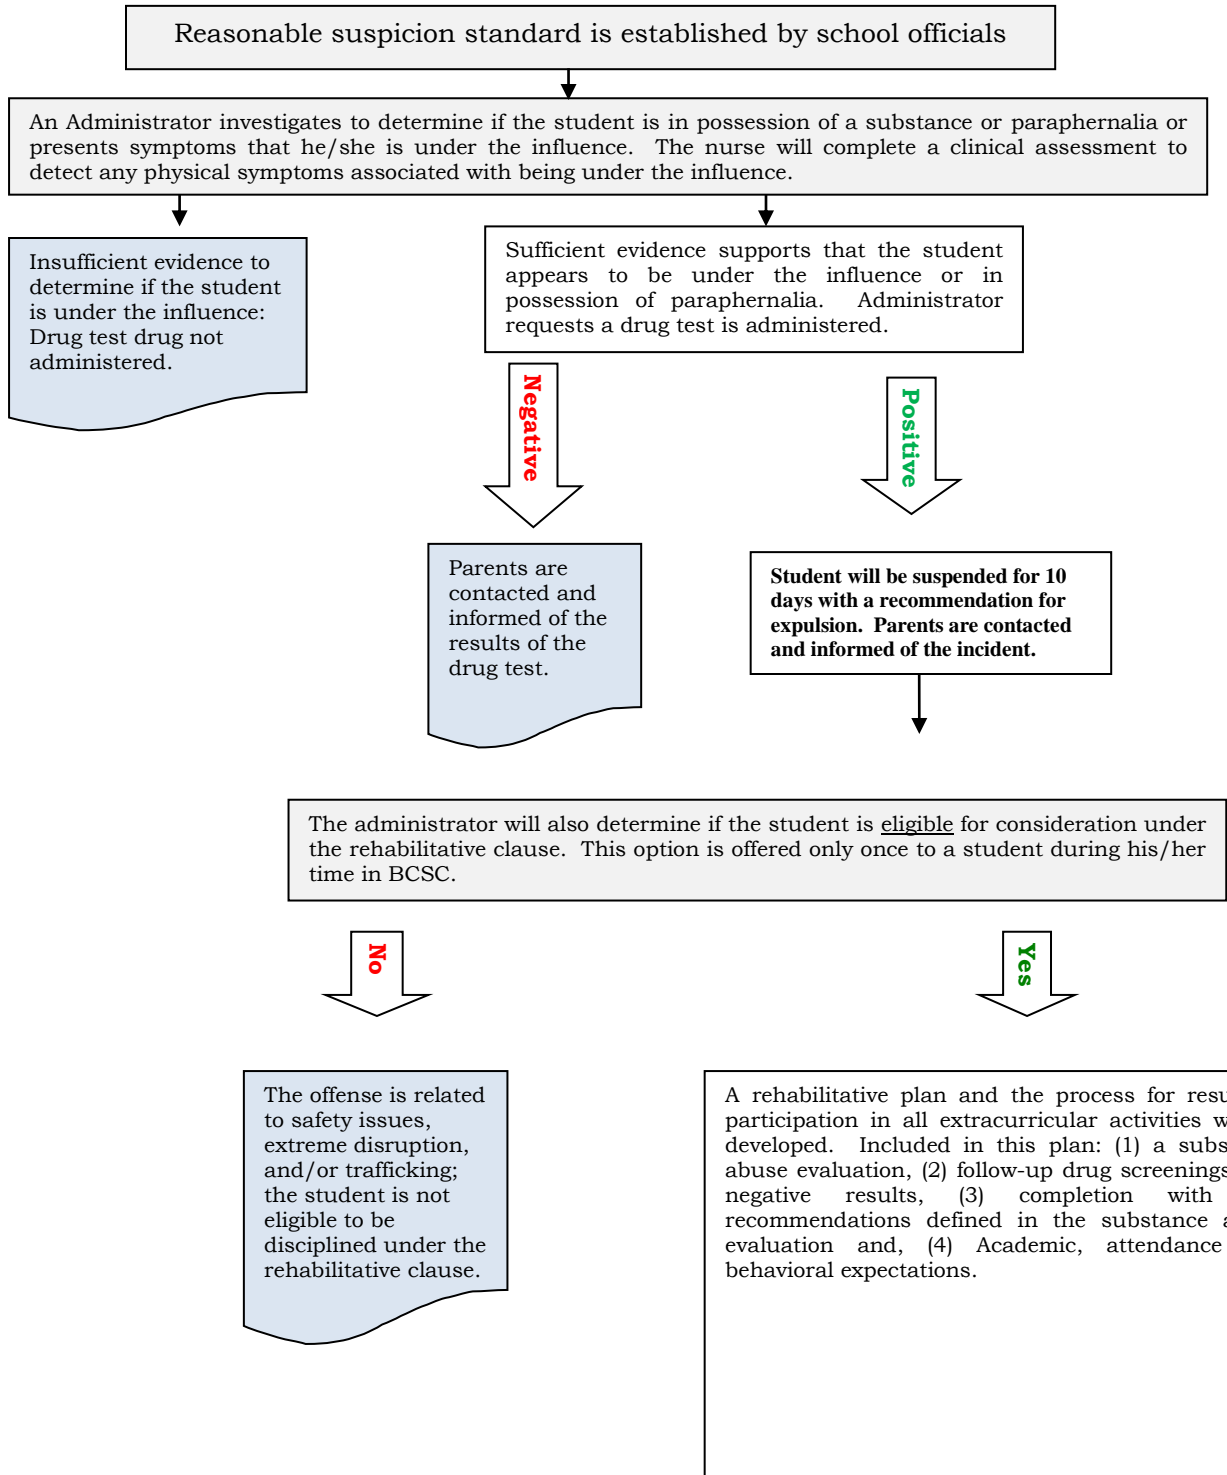 Reasonable suspicion standard is established by school officials
An Administrator investigates to determine if the student is in possession of a substance or paraphernalia or
presents symptoms that he/she is under the influence. The nurse will complete a clinical assessment to
detect any physical symptoms associated with being under the influence.
Insufficient evidence to
determine if the student
is under the influence:
Drug test drug not
administered.
Sufficient evidence supports that the student
appears to be under the influence or in
possession of paraphernalia. Administrator
requests a drug test is administered.
Negative
Positive
Parents are
contacted and
informed of the
results of the
drug test.
Student will be suspended for 10
days with a recommendation for
expulsion. Parents are contacted
and informed of the incident.
The administrator will also determine if the student is eligible for consideration under
the rehabilitative clause. This option is offered only once to a student during his/her
time in BCSC.
No
Yes
The offense is related
to safety issues,
extreme disruption,
and/or trafficking;
the student is not
eligible to be
disciplined under the
rehabilitative clause.
A rehabilitative plan and the process for
participation in all extracurricular activities
developed. Included in this plan: (1) a
abuse evaluation, (2) follow-up drug screenings
negative results, (3) completion with
recommendations defined in the substance
evaluation and, (4) Academic, attendance
behavioral expectations.